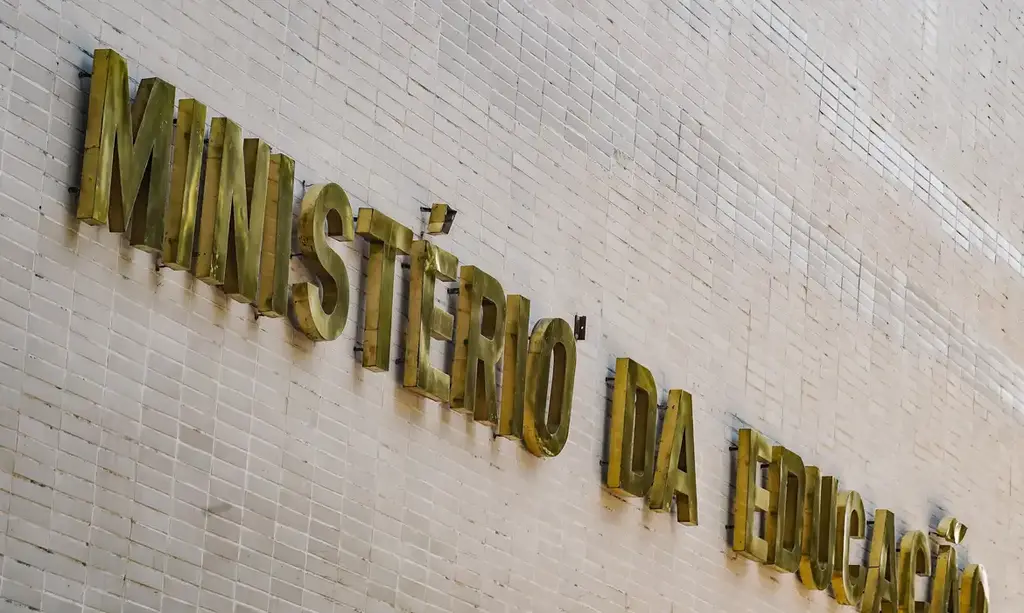 MINISTÉRIO DA EDUCAÇÃO